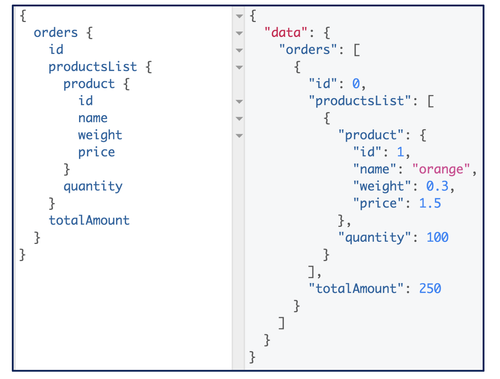 {
  orders {
    id
    productsList {
      product {
        id
        name
        weight
        price
      }
      quantity
    }
    totalAmount
  }
}
{
  "data": {
    "orders": [
      {
        "id": 0,
        "productsList": [
          {
            "product": {
              "id": 1,
              "name": "orange",
              "weight": 0.3,
              "price": 1.5
            },
            "quantity": 100
          }
        ],
        "totalAmount": 250
      }
    ]
  }
}